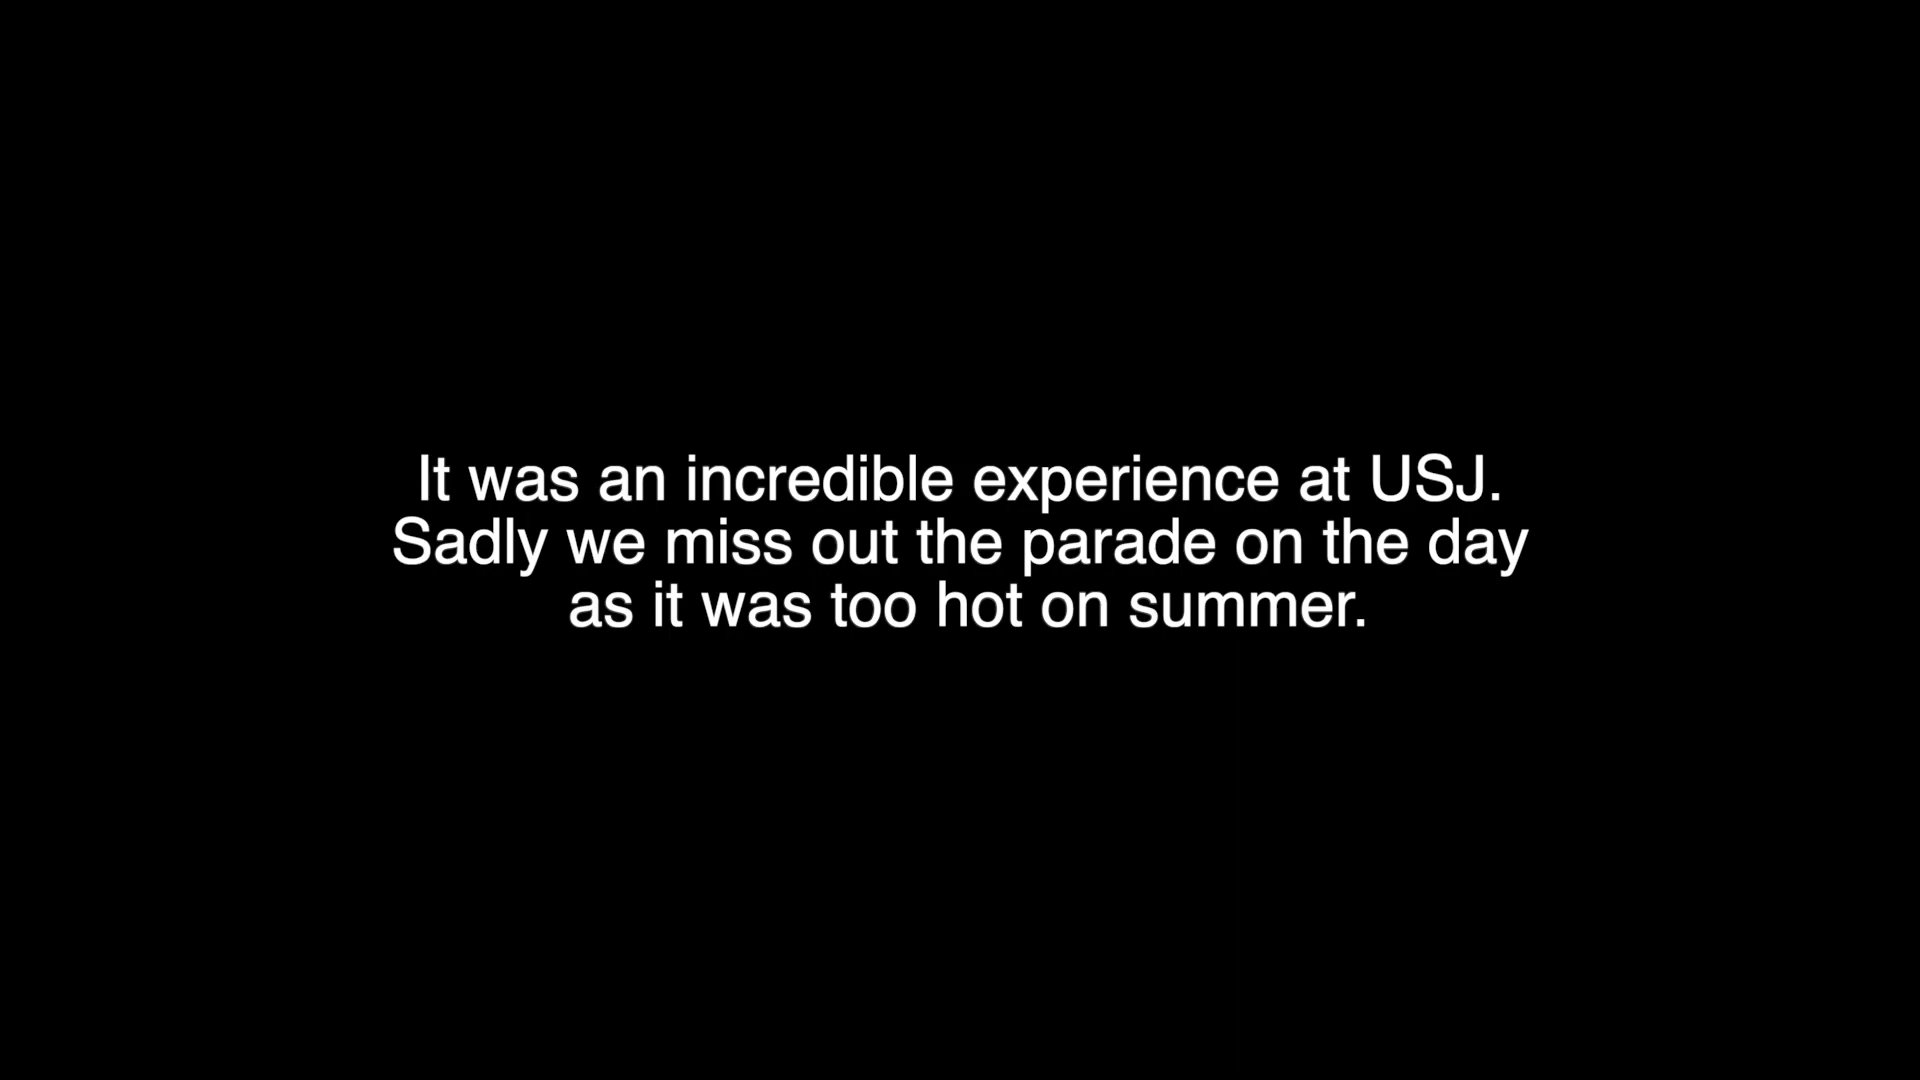 It was an incredible experience at USJ.
Sadly we miss out the parade on the day
as it was too hot on summer.